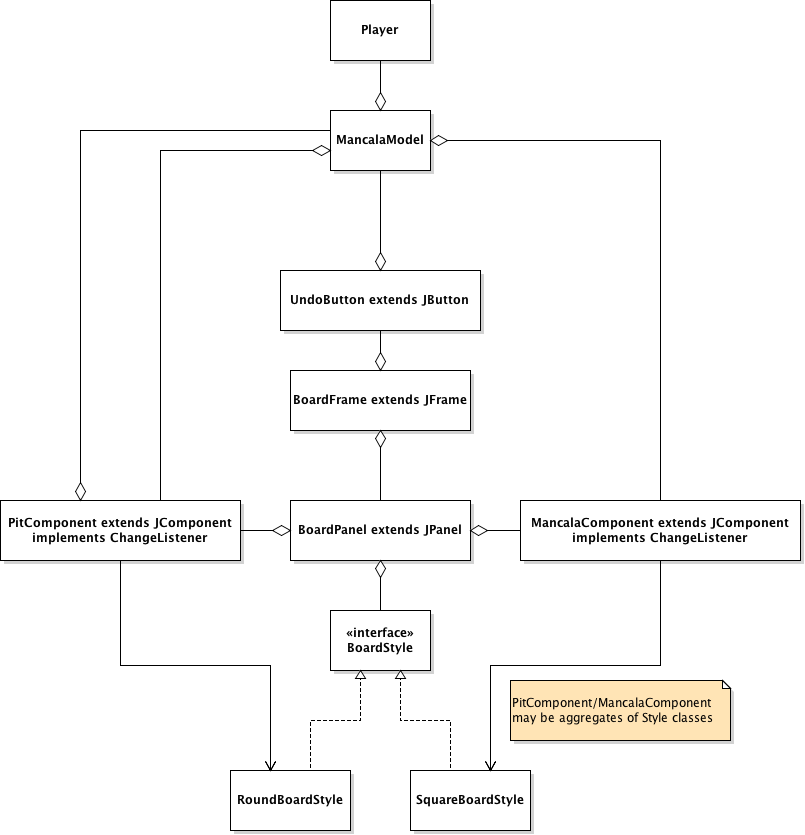 Player
MancalaModel
UndoButton extends JButton
BoardFrame extends JFrame
PitComponent extends JComponent
implements ChangeListener
BoardPanel extends JPanel
MancalaComponent extends JComponent
implements ChangeListener
«interface»
BoardStyle
PitComponent/MancalaComponent
may be aggregates of Style classes
RoundBoardStyle
SquareBoardStyle